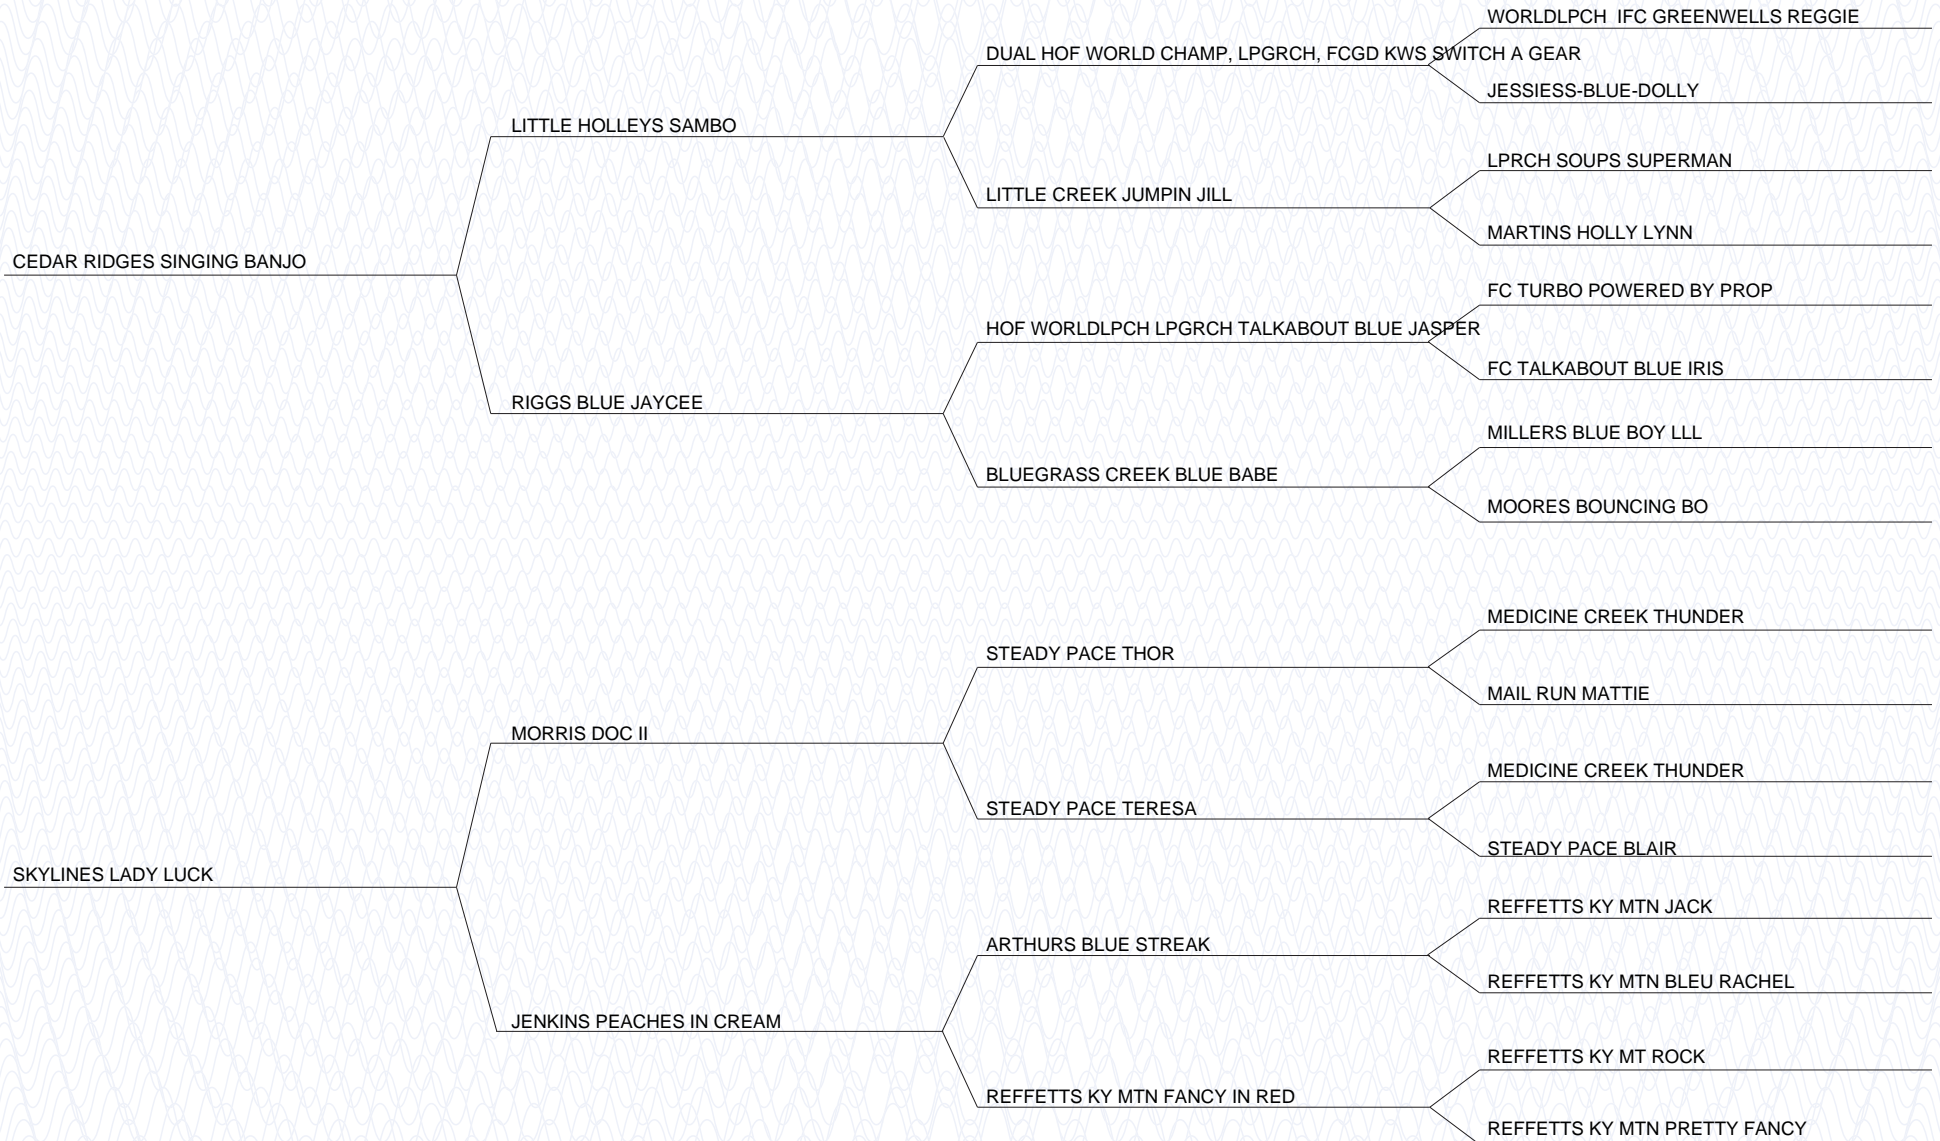 WORLDLPCH  IFC GREENWELLS REGGIE
DUAL HOF WORLD CHAMP, LPGRCH, FCGD KWS SWITCH A GEAR
JESSIESS-BLUE-DOLLY
LITTLE HOLLEYS SAMBO
LPRCH SOUPS SUPERMAN
LITTLE CREEK JUMPIN JILL
MARTINS HOLLY LYNN
CEDAR RIDGES SINGING BANJO
FC TURBO POWERED BY PROP
HOF WORLDLPCH LPGRCH TALKABOUT BLUE JASPER
FC TALKABOUT BLUE IRIS
RIGGS BLUE JAYCEE
MILLERS BLUE BOY LLL
BLUEGRASS CREEK BLUE BABE
MOORES BOUNCING BO
MEDICINE CREEK THUNDER
STEADY PACE THOR
MAIL RUN MATTIE
MORRIS DOC II
MEDICINE CREEK THUNDER
STEADY PACE TERESA
STEADY PACE BLAIR
SKYLINES LADY LUCK
REFFETTS KY MTN JACK
ARTHURS BLUE STREAK
REFFETTS KY MTN BLEU RACHEL
JENKINS PEACHES IN CREAM
REFFETTS KY MT ROCK
REFFETTS KY MTN FANCY IN RED
REFFETTS KY MTN PRETTY FANCY